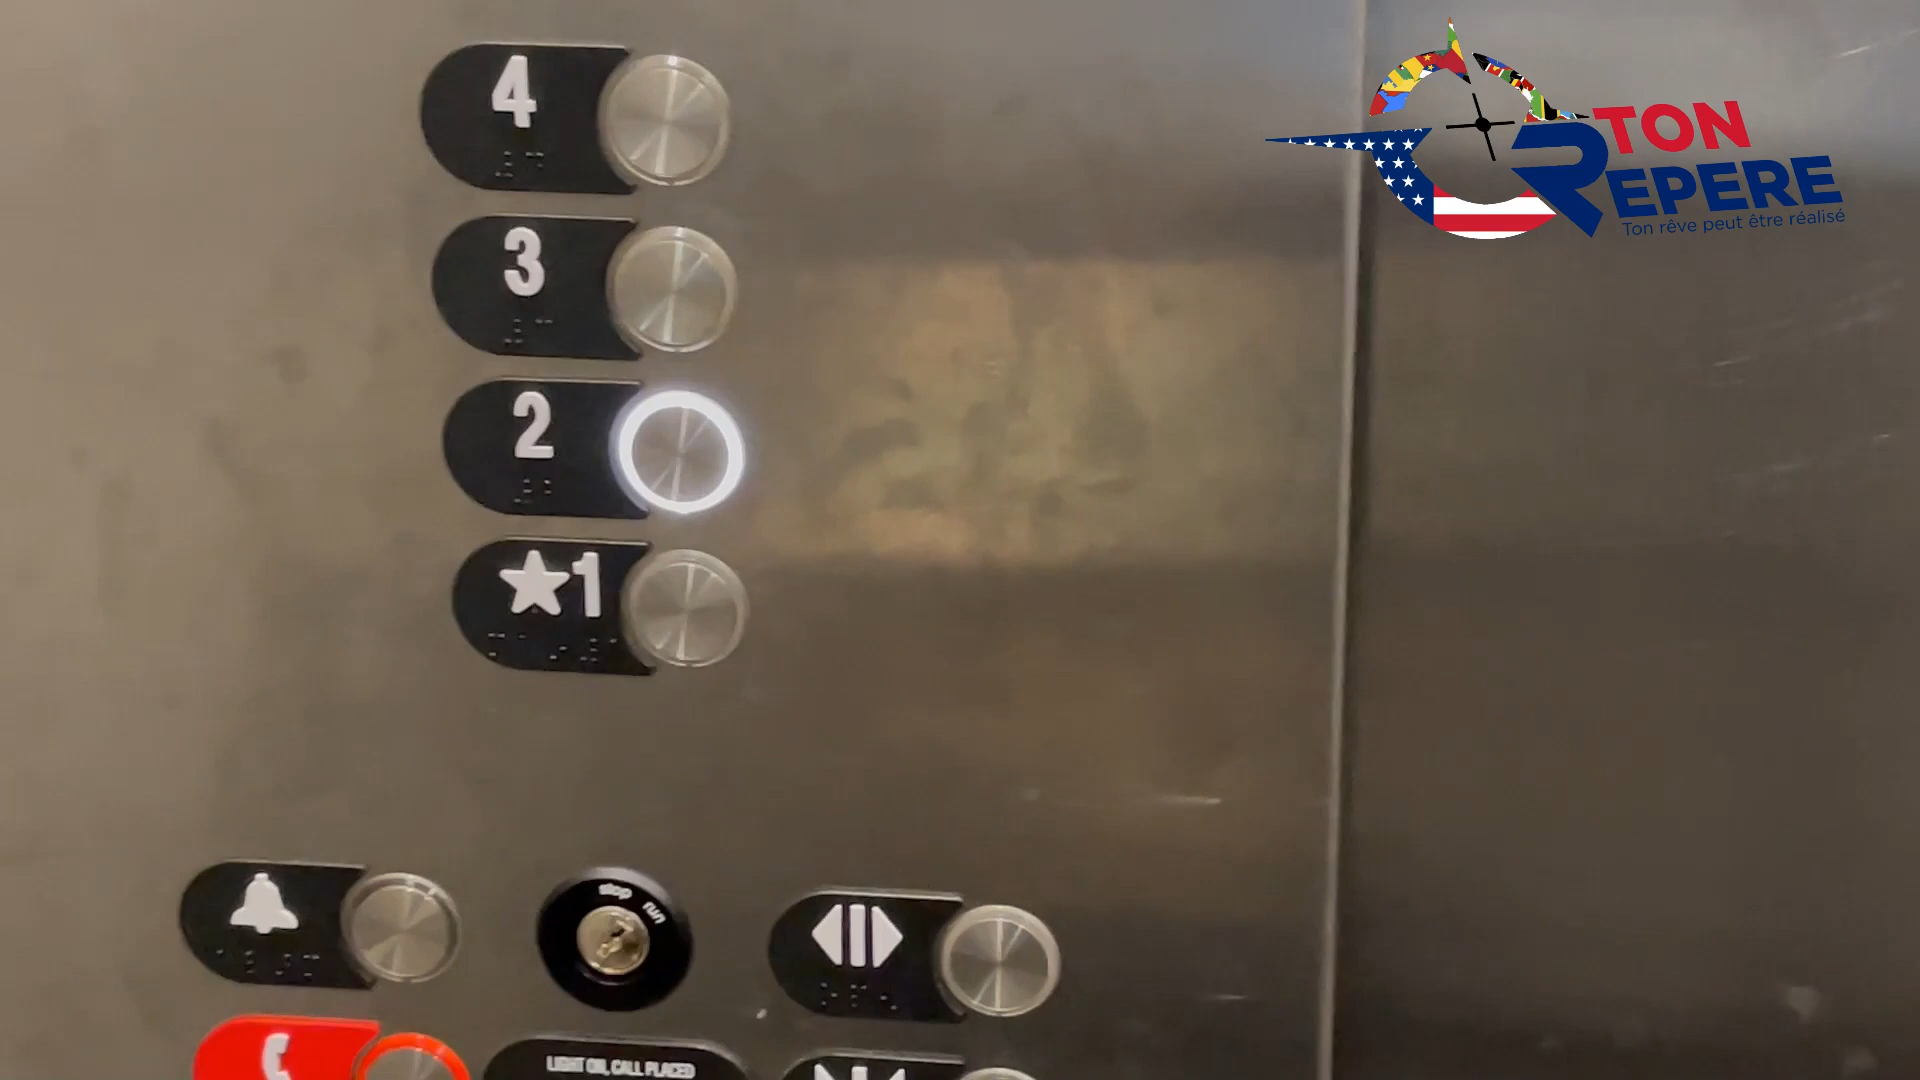 4
TON
REPERE
Ton rêve peut être réalisé
3
2
★1
stop
run
LIGHT ON, CALL PLACED